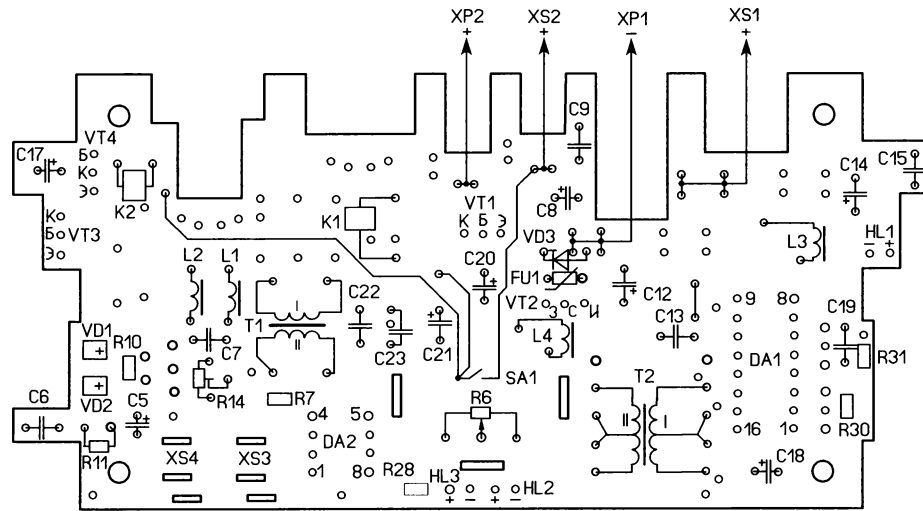 XP2 XS2 XP1 XS1
+ + – +
C9
C17 + VT4
Б
К
Э
К2
К
Б VT3
Э
K1
VT1
К Б Э
C8 +
C14 +
C15 +
L3
HL1
– +
L2 L1
C20 +
VD3
FU1
VT2
З С И
C12 +
C22
T1
I
II
C23
C21 +
L4
C13
9 8
DA1
16 1
C19 +
R31
VD1
+
R10
VD2
+
C7
R14
R7
SA1
R6
T2
II I
C6
C5 +
R11
4 5
DA2
1 8
R30
XS4 XS3
R28
HL3
+ – + –
HL2
C18 +